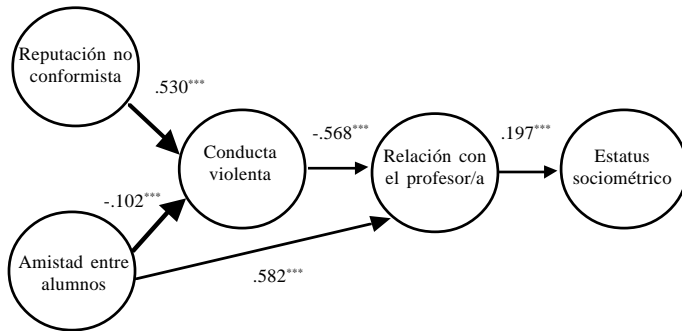 Reputación no
conformista
.530***
-.568***
.197***
Conducta
violenta
Relación con
el profesor/a
Estatus
sociométrico
-.102***
Amistad entre
alumnos
.582***